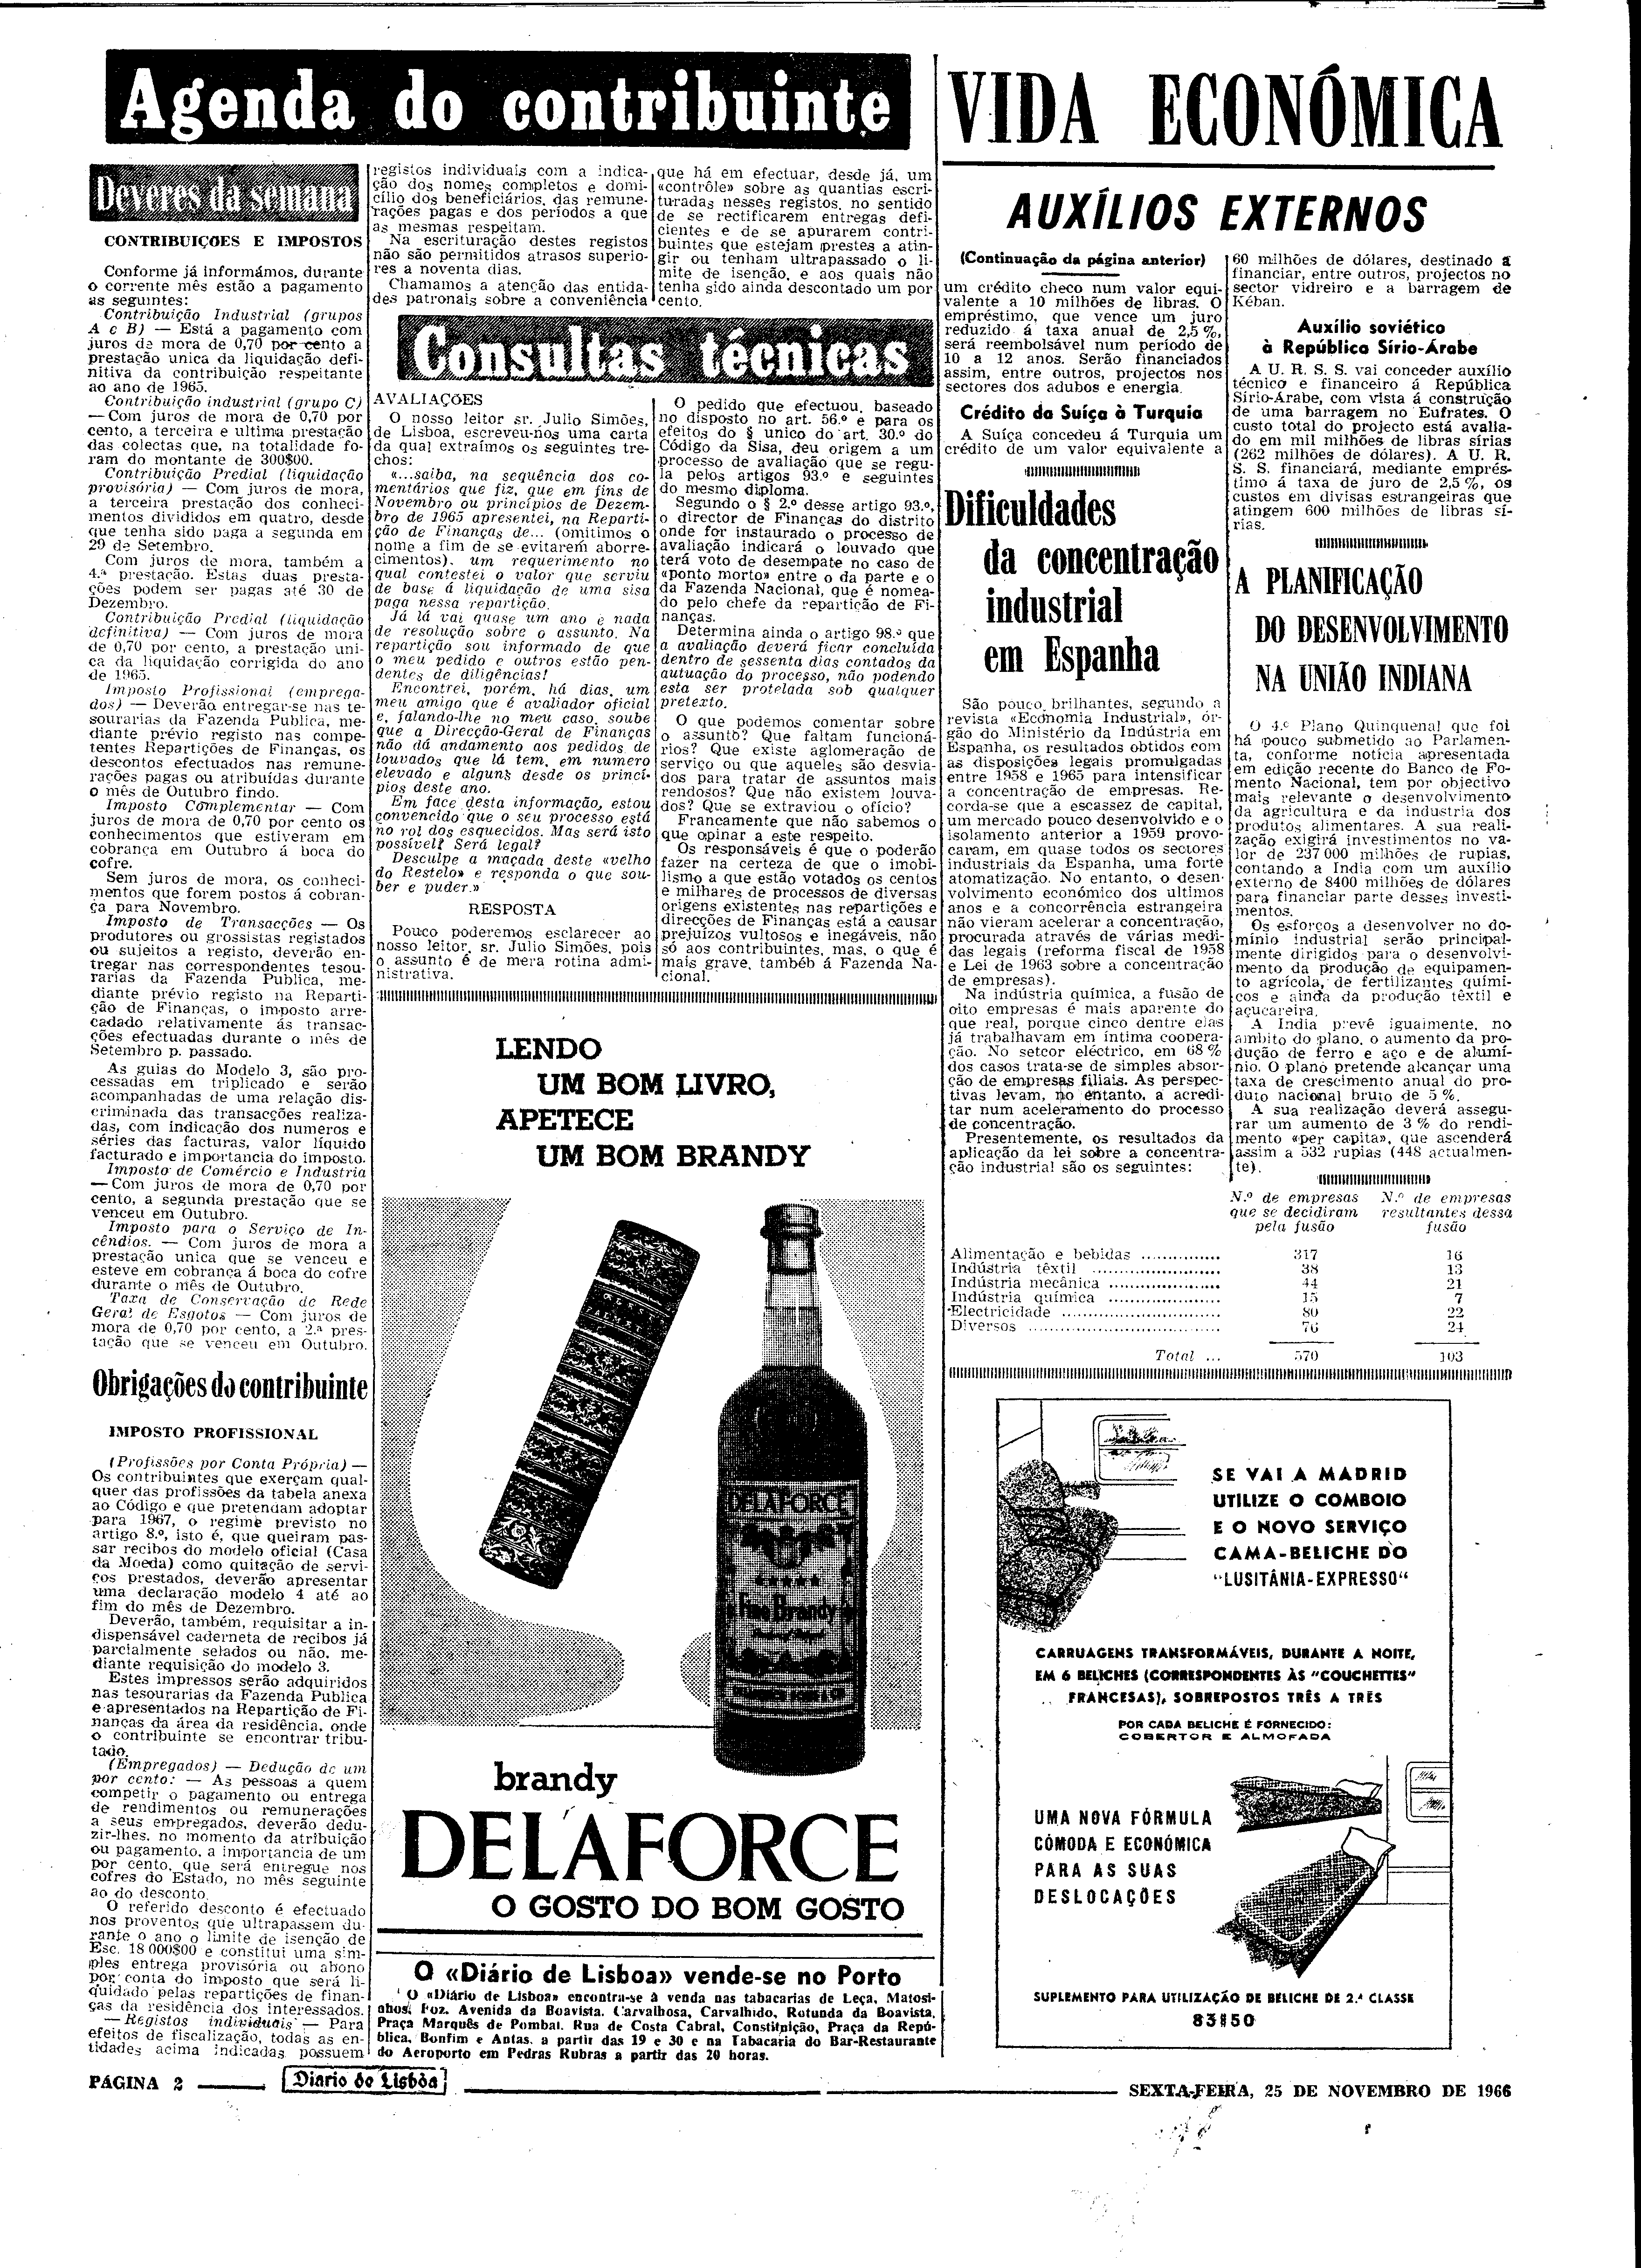 Agenda do contribuinte
Deveres da semana
CONTRIBUIÇÕES E IMPOSTOS
Conforme já informámos, durante
o corrente mês estão a pagamento
as seguintes:
Contribuição Industrial (grupos
A e B) — Está a pagamento com
juros de mora de 0,70 por cento a
prestação unica da liquidação defi-
nitiva da contribuição respeitante
ao ano de 1965.
Contribuição industrial (grupo C)
— Com juros de mora de 0,70 por
cento, a terceira e ultima prestação
das colectas que, na totalidade fo-
ram do montante de 300$00.
Contribuição Predial (liquidação
provisória) — Com juros de mora,
a terceira prestação dos conheci-
mentos divididos em quatro, desde
que tenha sido paga a segunda em
29 de Setembro.
Com juros de mora, também a
4.ª prestação. Estas duas presta-
ções podem ser pagas até 30 de
Dezembro.
Contribuição Predial (liquidação
definitiva) — Com juros de mora
de 0,70 por cento, a prestação uni-
ca da liquidação corrigida do ano
de 1965.
Imposto Profissional (emprega-
dos) — Deverão entregar-se nas te-
sourarias da Fazenda Publica, me-
diante prévio registo nas compe-
tentes Repartições de Finanças, os
descontos efectuados nas remune-
rações pagas ou atribuídas durante
o mês de Outubro findo.
Imposto Complementar — Com
juros de mora de 0,70 por cento os
conhecimentos que estiveram em
cobrança em Outubro á boca do
cofre.
Sem juros de mora, os conheci-
mentos que forem postos á cobran-
ça para Novembro.
Imposto de Transacções — Os
produtores ou grossistas registados
ou sujeitos a registo, deverão en-
tregar nas correspondentes tesou-
rarias da Fazenda Publica, me-
diante prévio registo na Reparti-
ção de Finanças, o imposto arre-
cadado relativamente ás transac-
ções efectuadas durante o mês de
Setembro p. passado.
As guias do Modelo 3, são pro-
cessadas em triplicado e serão
acompanhadas de uma relação dis-
criminada das transacções realiza-
das, com indicação dos numeros e
séries das facturas, valor líquido
facturado e importancia do imposto.
Imposto de Comércio e Industria
— Com juros de mora de 0,70 por
cento, a segunda prestação que se
venceu em Outubro.
Imposto para o Serviço de In-
cêndios. — Com juros de mora a
prestação unica que se venceu e
esteve em cobrança á boca do cofre
durante o mês de Outubro.
Taxa de Conservação de Rede
Geral de Esgotos — Com juros de
mora de 0,70 por cento, a 2.ª pres-
tação que se venceu em Outubro.
Obrigações do contribuinte
IMPOSTO PROFISSIONAL
(Profissões por Conta Própria) —
Os contribuintes que exerçam qual-
quer das profissões da tabela anexa
ao Código e que pretendam adoptar
para 1967, o regime previsto no
artigo 8.º, isto é, que queiram pas-
sar recibos do modelo oficial (Casa
da Moeda) como quitação de servi-
ços prestados, deverão apresentar
uma declaração modelo 4 até ao
fim do mês de Dezembro.
Deverão, também, requisitar a in-
dispensável caderneta de recibos já
parcialmente selados ou não, me-
diante requisição do modelo 3.
Estes impressos serão adquiridos
nas tesourarias da Fazenda Publica
e apresentados na Repartição de Fi-
nanças da área da residência, onde
o contribuinte se encontrar tribu-
tado.
(Empregados) — Dedução de um
por cento: — As pessoas a quem
competir o pagamento ou entrega
de rendimentos ou remunerações
a seus empregados, deverão dedu-
zir-lhes, no momento da atribuição
ou pagamento, a importancia de um
por cento, que será entregue nos
cofres do Estado, no mês seguinte
ao do desconto.
O referido desconto é efectuado
nos proventos que ultrapassem du-
rante o ano o limite de isenção de
Esc. 18 000$00 e constitui uma sim-
ples entrega provisória ou abono
por conta do imposto que será li-
quidado pelas repartições de finan-
ças da residência dos interessados.
— Registos individuais — Para
efeitos de fiscalização, todas as en-
tidades acima indicadas possuem
registos individuais com a indica-
ção dos nomes completos e domi-
cílio dos beneficiários, das remune-
rações pagas e dos períodos a que
as mesmas respeitam.
Na escrituração destes registos
não são permitidos atrasos superio-
res a noventa dias.
Chamamos a atenção das entida-
des patronais sobre a conveniência
que há em efectuar, desde já, um
«contrôle» sobre as quantias escri-
turadas nesses registos, no sentido
de se rectificarem entregas defi-
cientes e de se apurarem contri-
buintes que estejam prestes a atin-
gir ou tenham ultrapassado o li-
mite de isenção, e aos quais não
tenha sido ainda descontado um por
cento.
Consultas técnicas
AVALIAÇÕES
O nosso leitor sr. Julio Simões,
de Lisboa, escreveu-nos uma carta
da qual extraímos os seguintes tre-
chos:
«...saiba, na sequência dos co-
mentários que fiz, que em fins de
Novembro ou princípios de Dezem-
bro de 1965 apresentei, na Reparti-
ção de Finanças de... (omitimos o
nome a fim de se evitarem aborre-
cimentos), um requerimento no
qual contestei o valor que serviu
de base á liquidação de uma sisa
paga nessa repartição.
Já lá vai quase um ano e nada
de resolução sobre o assunto. Na
repartição sou informado de que
o meu pedido e outros estão pen-
dentes de diligências!
Encontrei, porém, há dias, um
meu amigo que é avaliador oficial
e, falando-lhe no meu caso, soube
que a Direcção-Geral de Finanças
não dá andamento aos pedidos de
louvados que lá tem, em numero
elevado e alguns desde os princí-
pios deste ano.
Em face desta informação, estou
convencido que o seu processo está
no rol dos esquecidos. Mas será isto
possível? Será legal?
Desculpe a maçada deste «velho
do Restelo» e responda o que sou-
ber e puder.»
RESPOSTA
Pouco poderemos esclarecer ao
nosso leitor, sr. Julio Simões, pois
o assunto é de mera rotina admi-
nistrativa.
O pedido que efectuou, baseado
no disposto no art. 56.º e para os
efeitos do § unico do art. 30.º do
Código da Sisa, deu origem a um
processo de avaliação que se regu-
la pelos artigos 93.º e seguintes
do mesmo diploma.
Segundo o § 2.º desse artigo 93.º,
o director de Finanças do distrito
onde for instaurado o processo de
avaliação indicará o louvado que
terá voto de desempate no caso de
«ponto morto» entre o da parte e o
da Fazenda Nacional, que é nomea-
do pelo chefe da repartição de Fi-
nanças.
Determina ainda o artigo 98.º que
a avaliação deverá ficar concluída
dentro de sessenta dias contados da
autuação do processo, não podendo
esta ser protelada sob qualquer
pretexto.
O que podemos comentar sobre
o assunto? Que faltam funcioná-
rios? Que existe aglomeração de
serviço ou que aqueles são desvia-
dos para tratar de assuntos mais
rendosos? Que não existem louva-
dos? Que se extraviou o ofício?
Francamente que não sabemos o
que opinar a este respeito.
Os responsáveis é que o poderão
fazer na certeza de que o imobi-
lismo a que estão votados os centos
e milhares de processos de diversas
origens existentes nas repartições e
direcções de Finanças está a causar
prejuízos vultosos e inegáveis, não
só aos contribuintes, mas, o que é
mais grave, tambéb á Fazenda Na-
cional.
LENDO
UM BOM LIVRO,
APETECE
UM BOM BRANDY
DELAFORCE
Fine Brandy
brandy
DELAFORCE
O GOSTO DO BOM GOSTO
O «Diário de Lisboa» vende-se no Porto
O «Diário de Lisboa» encontra-se à venda nas tabacarias de Leça, Matosi-
nhos, Foz, Avenida da Boavista, Carvalhosa, Carvalhido, Rotunda da Boavista,
Praça Marquês de Pombal, Rua de Costa Cabral, Constituição, Praça da Repú-
blica, Bonfim e Antas, a partir das 19 e 30 e na Tabacaria do Bar-Restaurante
do Aeroporto em Pedras Rubras a partir das 20 horas.
VIDA ECONÓMICA
AUXÍLIOS EXTERNOS
(Continuação da página anterior)
um crédito checo num valor equi-
valente a 10 milhões de libras. O
empréstimo, que vence um juro
reduzido á taxa anual de 2,5 %,
será reembolsável num período de
10 a 12 anos. Serão financiados
assim, entre outros, projectos nos
sectores dos adubos e energia.
Crédito da Suíça à Turquia
A Suíça concedeu á Turquia um
crédito de um valor equivalente a
60 milhões de dólares, destinado a
financiar, entre outros, projectos no
sector vidreiro e a barragem de
Kéban.
Auxílio soviético
à República Sírio-Árabe
A U. R. S. S. vai conceder auxílio
técnico e financeiro á República
Sírio-Árabe, com vista á construção
de uma barragem no Eufrates. O
custo total do projecto está avalia-
do em mil milhões de libras sírias
(262 milhões de dólares). A U. R.
S. S. financiará, mediante emprés-
timo á taxa de juro de 2,5 %, os
custos em divisas estrangeiras que
atingem 600 milhões de libras sí-
rias.
Dificuldades
da concentração
industrial
em Espanha
São pouco brilhantes, segundo a
revista «Economia Industrial», ór-
gão do Ministério da Indústria em
Espanha, os resultados obtidos com
as disposições legais promulgadas
entre 1958 e 1965 para intensificar
a concentração de empresas. Re-
corda-se que a escassez de capital,
um mercado pouco desenvolvido e o
isolamento anterior a 1959 provo-
caram, em quase todos os sectores
industriais da Espanha, uma forte
atomatização. No entanto, o desen-
volvimento económico dos ultimos
anos e a concorrência estrangeira
não vieram acelerar a concentração,
procurada através de várias medi-
das legais (reforma fiscal de 1958
e Lei de 1963 sobre a concentração
de empresas).
Na indústria química, a fusão de
oito empresas é mais aparente do
que real, porque cinco dentre elas
já trabalhavam em íntima coopera-
ção. No setcor eléctrico, em 68 %
dos casos trata-se de simples absor-
ção de empresas filiais. As perspec-
tivas levam, no entanto, a acredi-
tar num aceleramento do processo
de concentração.
Presentemente, os resultados da
aplicação da lei sobre a concentra-
ção industrial são os seguintes:
A PLANIFICAÇÃO
DO DESENVOLVIMENTO
NA UNIÃO INDIANA
O 4.º Plano Quinquenal que foi
há pouco submetido ao Parlamen-
ta, conforme notícia apresentada
em edição recente do Banco de Fo-
mento Nacional, tem por objectivo
mais relevante o desenvolvimento
da agricultura e da industria dos
produtos alimentares. A sua reali-
zação exigirá investimentos no va-
lor de 237 000 milhões de rupias,
contando a India com um auxílio
externo de 8400 milhões de dólares
para financiar parte desses investi-
mentos.
Os esforços a desenvolver no do-
mínio industrial serão principal-
mente dirigidos para o desenvolvi-
mento da produção de equipamen-
to agrícola, de fertilizantes quími-
cos e ainda da produção têxtil e
açucareira.
A India prevê igualmente, no
ambito do plano, o aumento da pro-
dução de ferro e aço e de alumí-
nio. O plano pretende alcançar uma
taxa de crescimento anual do pro-
duto nacional bruto de 5 %.
A sua realização deverá assegu-
rar um aumento de 3 % do rendi-
mento «per capita», que ascenderá
assim a 532 rupias (448 actualmen-
te).
N.º de empresas N.º de empresas
que se decidiram resultantes dessa
pela fusão fusão
Alimentação e bebidas .............. 317 16
Indústria têxtil ....................... 38 13
Indústria mecânica .................... 44 21
Indústria química .................... 15 7
Electricidade ............................ 80 22
Diversos .................................. 76 24
Total ... 570 103
SE VAI A MADRID
UTILIZE O COMBOIO
E O NOVO SERVIÇO
CAMA-BELICHE DO
"LUSITÂNIA-EXPRESSO"
CARRUAGENS TRANSFORMÁVEIS, DURANTE A NOITE,
EM 6 BELICHES (CORRESPONDENTES ÀS "COUCHETTES"
FRANCESAS), SOBREPOSTOS TRÊS A TRÊS
POR CADA BELICHE É FORNECIDO:
COBERTOR E ALMOFADA
UMA NOVA FÓRMULA
CÓMODA E ECONÓMICA
PARA AS SUAS
DESLOCAÇÕES
SUPLEMENTO PARA UTILIZAÇÃO DE BELICHE DE 2.ª CLASSE
83$50
PÁGINA 2
Diario de Lisbôa
SEXTA-FEIRA, 25 DE NOVEMBRO DE 1966